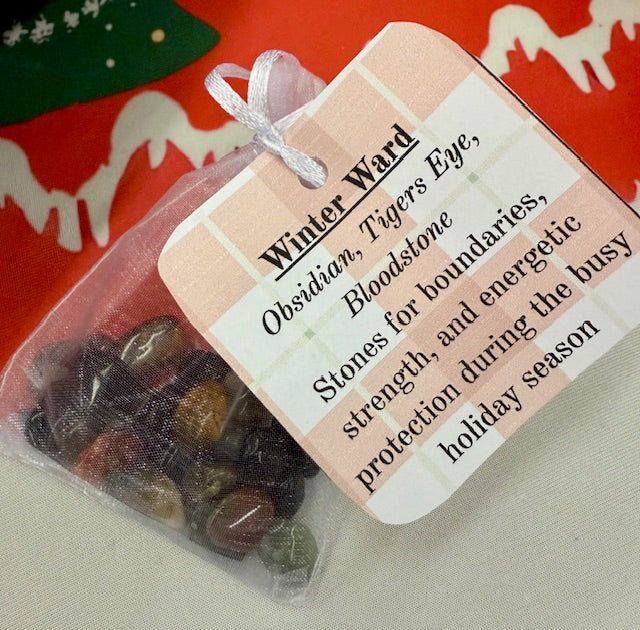 Winter Ward
Obsidian, Tigers Eye,
Bloodstone
Stones for boundaries,
strength, and energetic
protection during the busy
holiday season